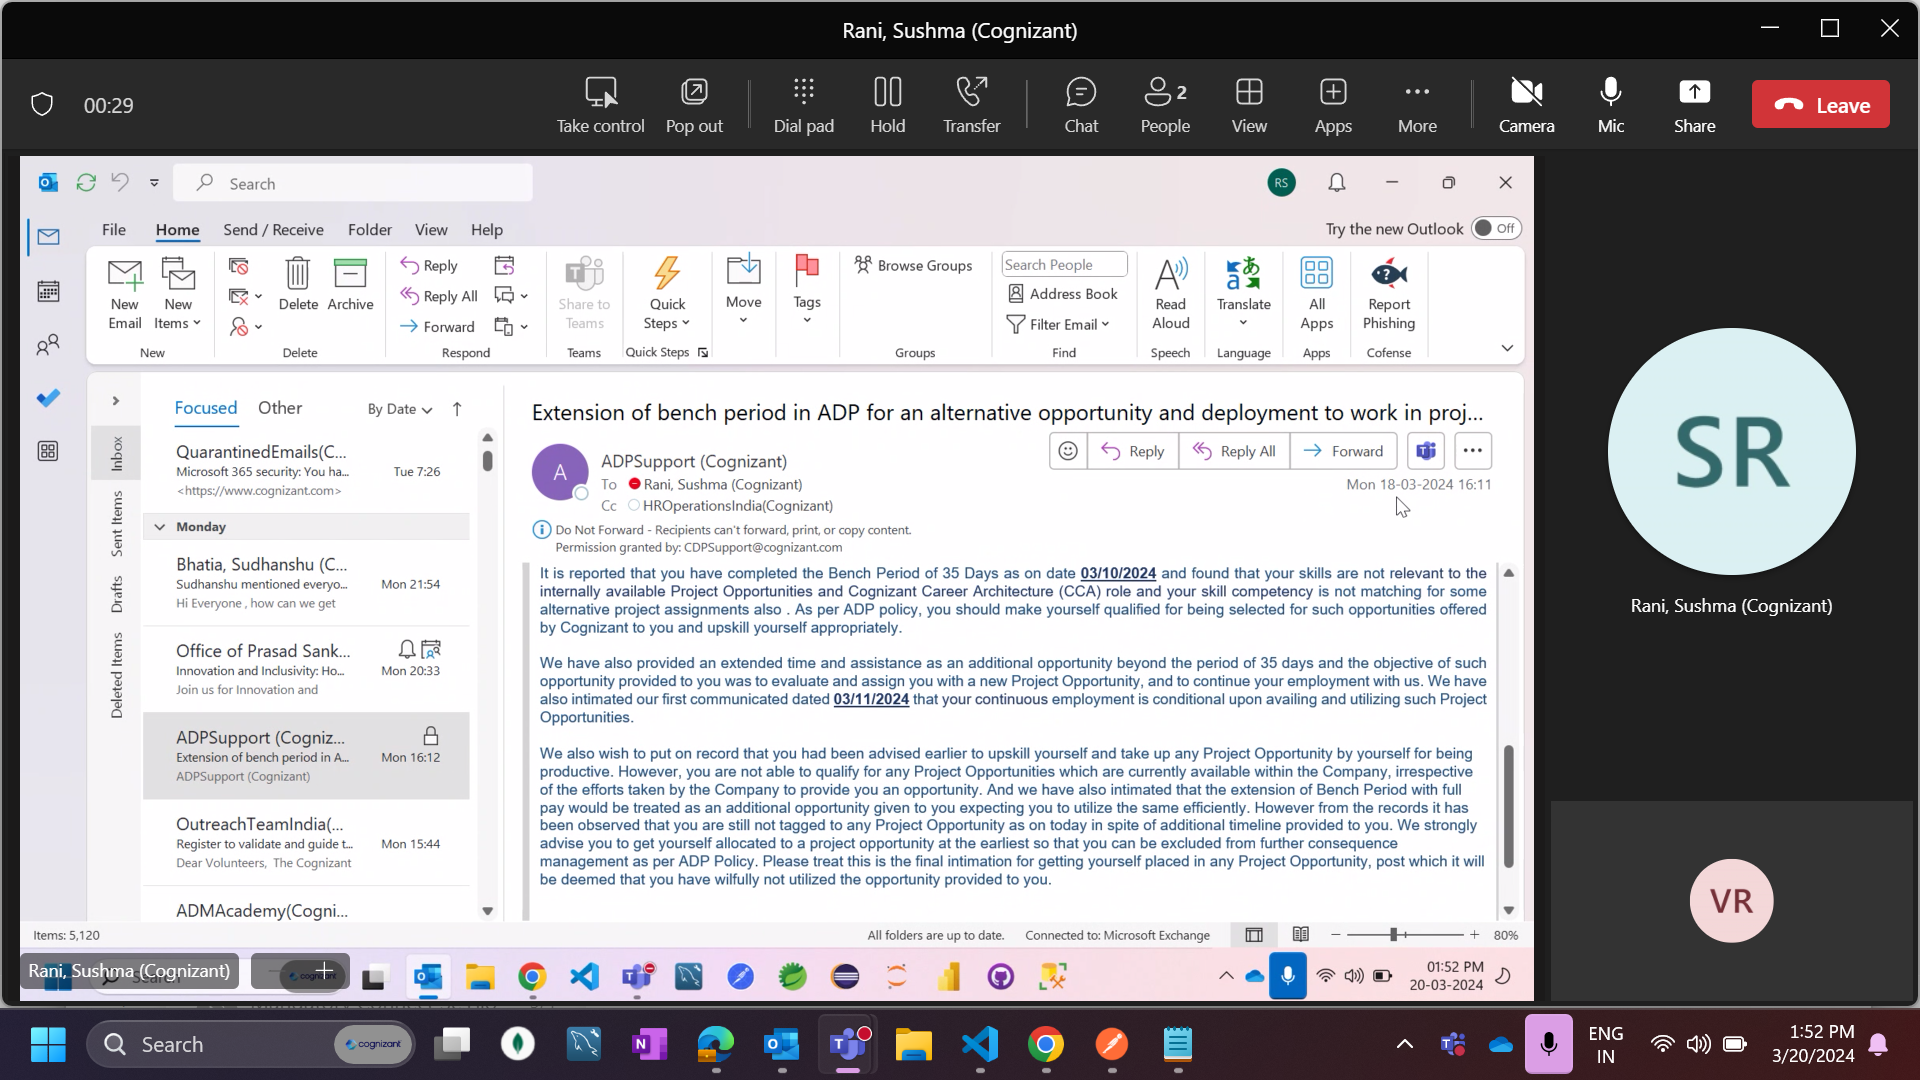 Rani, Sushma (Cognizant)
00:29
Take control
Pop out
Dial pad
Hold
Transfer
Chat
2
People
View
Apps
More
Camera
Mic
Share
Leave
Search
RS
File Home Send / Receive Folder View Help
Try the new Outlook Off
New Email
New Items
New
Delete
Archive
Delete
Reply
Reply All
Forward
Respond
Share to Teams
Teams
Quick Steps
Quick Steps
Move
Tags
Browse Groups
Groups
Search People
Address Book
Filter Email
Find
Read Aloud
Speech
Translate
Language
All Apps
Apps
Report Phishing
Cofense
Inbox
Sent Items
Drafts
Deleted Items
Focused Other By Date
QuarantinedEmails(C...
Microsoft 365 security: You ha... Tue 7:26
<https://www.cognizant.com>
Monday
Bhatia, Sudhanshu (C...
Sudhanshu mentioned everyo... Mon 21:54
Hi Everyone , how can we get
Office of Prasad Sank...
Innovation and Inclusivity: Ho... Mon 20:33
Join us for Innovation and
ADPSupport (Cogniz...
Extension of bench period in A... Mon 16:12
ADPSupport (Cognizant)
OutreachTeamIndia(...
Register to validate and guide t... Mon 15:44
Dear Volunteers, The Cognizant
ADMAcademy(Cogni...
Extension of bench period in ADP for an alternative opportunity and deployment to work in proj...
A
ADPSupport (Cognizant)
To Rani, Sushma (Cognizant)
Cc HROperationsIndia(Cognizant)
Reply
Reply All
Forward
Mon 18-03-2024 16:11
Do Not Forward - Recipients can't forward, print, or copy content.
Permission granted by: CDPSupport@cognizant.com
It is reported that you have completed the Bench Period of 35 Days as on date 03/10/2024 and found that your skills are not relevant to the
internally available Project Opportunities and Cognizant Career Architecture (CCA) role and your skill competency is not matching for some
alternative project assignments also . As per ADP policy, you should make yourself qualified for being selected for such opportunities offered
by Cognizant to you and upskill yourself appropriately.
We have also provided an extended time and assistance as an additional opportunity beyond the period of 35 days and the objective of such
opportunity provided to you was to evaluate and assign you with a new Project Opportunity, and to continue your employment with us. We have
also intimated our first communicated dated 03/11/2024 that your continuous employment is conditional upon availing and utilizing such Project
Opportunities.
We also wish to put on record that you had been advised earlier to upskill yourself and take up any Project Opportunity by yourself for being
productive. However, you are not able to qualify for any Project Opportunities which are currently available within the Company, irrespective
of the efforts taken by the Company to provide you an opportunity. And we have also intimated that the extension of Bench Period with full
pay would be treated as an additional opportunity given to you expecting you to utilize the same efficiently. However from the records it has
been observed that you are still not tagged to any Project Opportunity as on today in spite of additional timeline provided to you. We strongly
advise you to get yourself allocated to a project opportunity at the earliest so that you can be excluded from further consequence
management as per ADP Policy. Please treat this is the final intimation for getting yourself placed in any Project Opportunity, post which it will
be deemed that you have wilfully not utilized the opportunity provided to you.
Items: 5,120
All folders are up to date.
Connected to: Microsoft Exchange
80%
Rani, Sushma (Cognizant)
01:52 PM
20-03-2024
SR
Rani, Sushma (Cognizant)
VR
Search
cognizant
ENG
IN
1:52 PM
3/20/2024